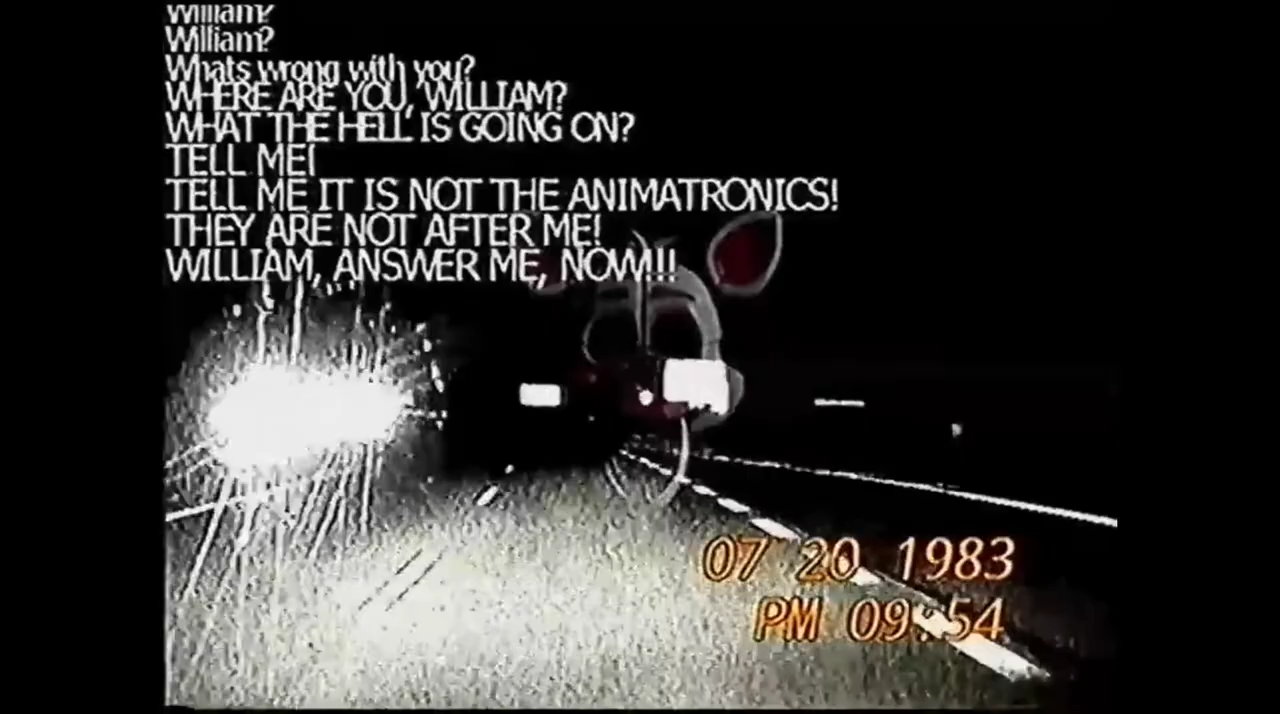 William?
William?
Whats wrong with you?
WHERE ARE YOU, WILLIAM?
WHAT THE HELL IS GOING ON?
TELL ME!
TELL ME IT IS NOT THE ANIMATRONICS!
THEY ARE NOT AFTER ME!
WILLIAM, ANSWER ME, NOW!!!
07 20 1983
PM 09:54